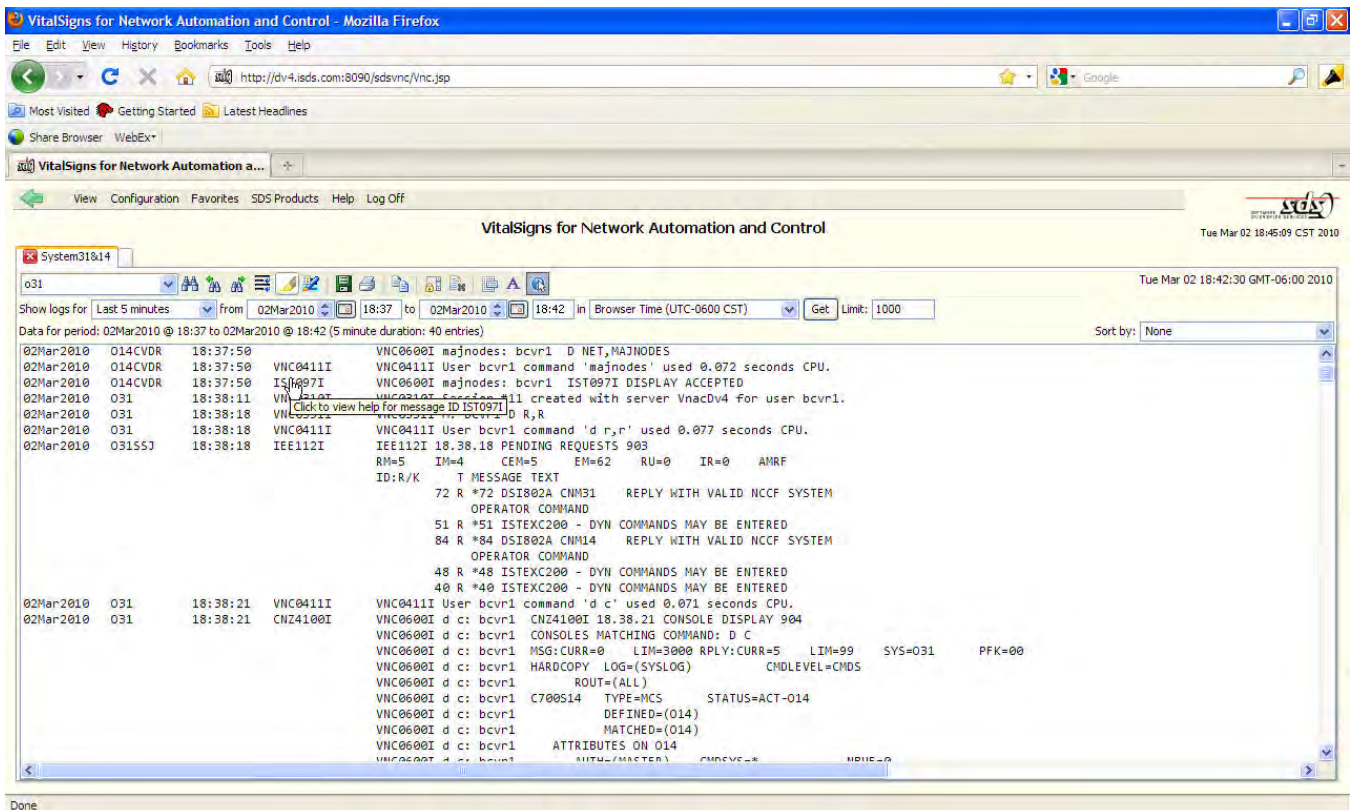 VitalSigns for Network Automation and Control - Mozilla Firefox
File Edit View History Bookmarks Tools Help
http://dv4.isds.com:8090/sdsvnc/Vnc.jsp
Google
Most Visited Getting Started Latest Headlines
Share Browser WebEx
VitalSigns for Network Automation a...
View Configuration Favorites SDS Products Help Log Off
sds
VitalSigns for Network Automation and Control
Tue Mar 02 18:45:09 CST 2010
System31&14
o31
Tue Mar 02 18:42:30 GMT-06:00 2010
Show logs for Last 5 minutes from 02Mar2010 18:37 to 02Mar2010 18:42 in Browser Time (UTC-0600 CST) Get Limit: 1000
Data for period: 02Mar2010 @ 18:37 to 02Mar2010 @ 18:42 (5 minute duration: 40 entries) Sort by: None
02Mar2010 O14CVDR 18:37:50 VNC0600I majnodes: bcvr1 D NET,MAJNODES
02Mar2010 O14CVDR 18:37:50 VNC0411I VNC0411I User bcvr1 command 'majnodes' used 0.072 seconds CPU.
02Mar2010 O14CVDR 18:37:50 IST097I VNC0600I majnodes: bcvr1 IST097I DISPLAY ACCEPTED
02Mar2010 O31 18:38:11 VNC0310I Session #11 created with server VnacDv4 for user bcvr1.
Click to view help for message ID IST097I
02Mar2010 O31 18:38:18 D R,R
02Mar2010 O31 18:38:18 VNC0411I VNC0411I User bcvr1 command 'd r,r' used 0.077 seconds CPU.
02Mar2010 O31SSJ 18:38:18 IEE112I IEE112I 18.38.18 PENDING REQUESTS 903
RM=5 IM=4 CEM=5 EM=62 RU=0 IR=0 AMRF
ID:R/K T MESSAGE TEXT
72 R *72 DSI802A CNM31 REPLY WITH VALID NCCF SYSTEM
OPERATOR COMMAND
51 R *51 ISTEXC200 - DYN COMMANDS MAY BE ENTERED
84 R *84 DSI802A CNM14 REPLY WITH VALID NCCF SYSTEM
OPERATOR COMMAND
48 R *48 ISTEXC200 - DYN COMMANDS MAY BE ENTERED
40 R *40 ISTEXC200 - DYN COMMANDS MAY BE ENTERED
02Mar2010 O31 18:38:21 VNC0411I VNC0411I User bcvr1 command 'd c' used 0.071 seconds CPU.
02Mar2010 O31 18:38:21 CNZ4100I VNC0600I d c: bcvr1 CNZ4100I 18.38.21 CONSOLE DISPLAY 904
VNC0600I d c: bcvr1 CONSOLES MATCHING COMMAND: D C
VNC0600I d c: bcvr1 MSG:CURR=0 LIM=3000 RPLY:CURR=5 LIM=99 SYS=O31 PFK=00
VNC0600I d c: bcvr1 HARDCOPY LOG=(SYSLOG) CMDLEVEL=CMDS
VNC0600I d c: bcvr1 ROUT=(ALL)
VNC0600I d c: bcvr1 C700S14 TYPE=MCS STATUS=ACT-O14
VNC0600I d c: bcvr1 DEFINED=(O14)
VNC0600I d c: bcvr1 MATCHED=(O14)
VNC0600I d c: bcvr1 ATTRIBUTES ON O14
VNC0600I d c: bcvr1 AUTH=(MASTER) CMDSYS=*
Done